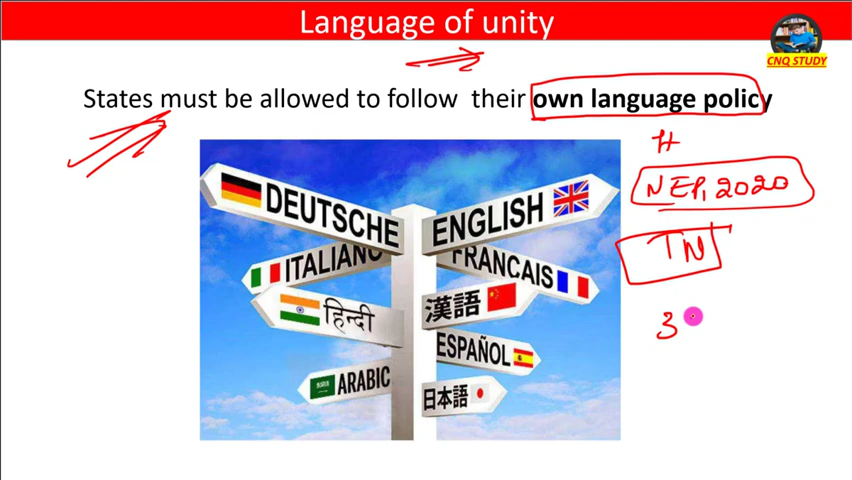 Language of unity
CNQ STUDY
States must be allowed to follow their own language policy
H
NEP, 2020
TN
3
DEUTSCHE
ENGLISH
ITALIANO
FRANCAIS
हिन्दी
漢語
ESPAÑOL
ARABIC
日本語